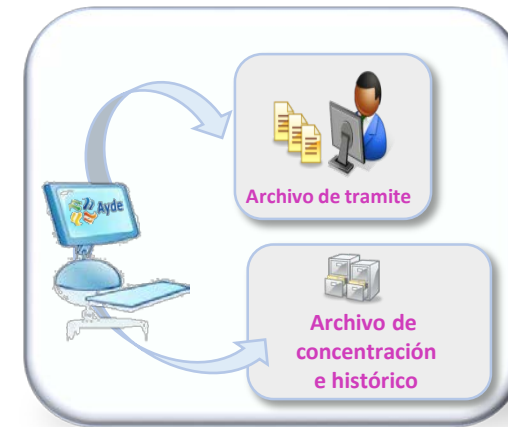 Ayde
Archivo de tramite
Archivo de
concentración
e histórico